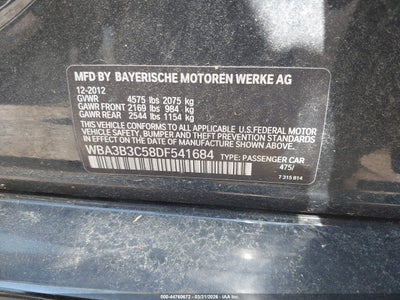 MFD BY BAYERISCHE MOTOREN WERKE AG
12-2012
GVWR 4575 lbs 2075 kg
GAWR FRONT 2169 lbs 984 kg
GAWR REAR 2544 lbs 1154 kg
THIS VEHICLE CONFORMS TO ALL APPLICABLE U.S.FEDERAL MOTOR
VEHICLE SAFETY, BUMPER, AND THEFT PREVENTION STANDARDS
IN EFFECT ON THE DATE OF MANUFACTURE SHOWN ABOVE.
WBA3B3C58DF541684 TYPE: PASSENGER CAR
475/
7 315 814
000-44760672 - 03/31/2026 - IAA